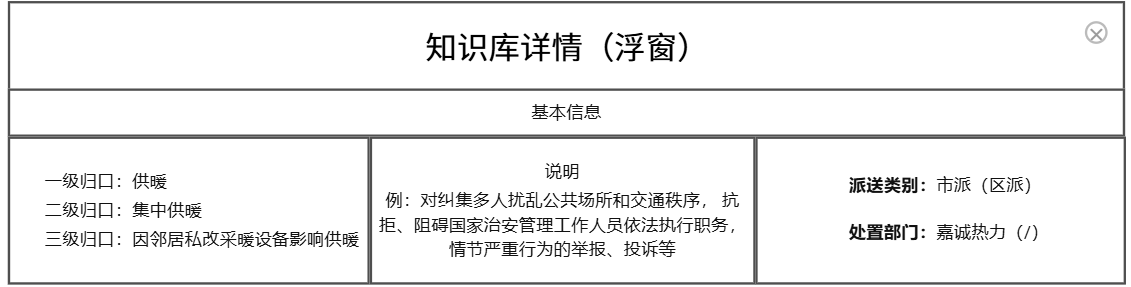 知识库详情（浮窗）
基本信息
一级归口：供暖
二级归口：集中供暖
三级归口：因邻居私改采暖设备影响供暖
说明
例：对纠集多人扰乱公共场所和交通秩序， 抗
拒、阻碍国家治安管理工作人员依法执行职务，
情节严重行为的举报、投诉等
派送类别：市派（区派）
处置部门：嘉诚热力（/）